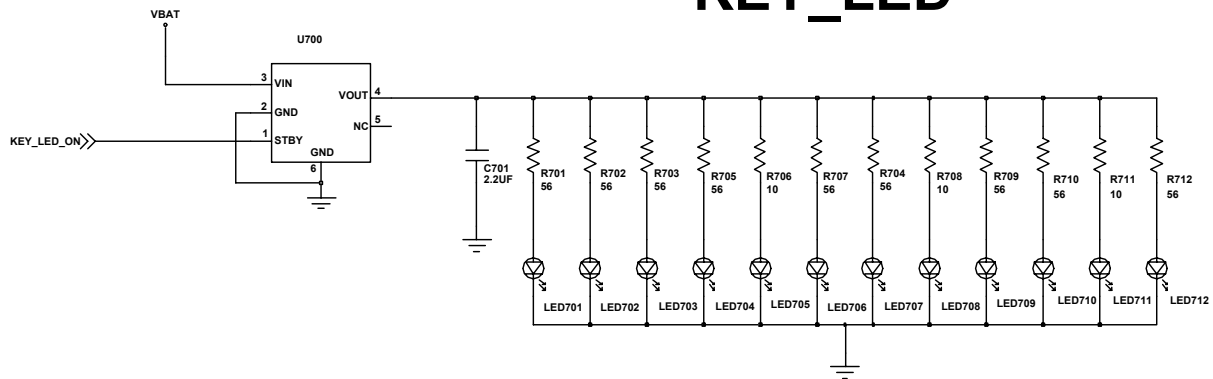 KEY_LED
VBAT
U700
3 VIN
VOUT 4
2 GND
NC 5
KEY_LED_ON
1 STBY
GND
6
C701
2.2UF
R701
56
R702
56
R703
56
R705
56
R706
10
R707
56
R704
56
R708
10
R709
56
R710
56
R711
10
R712
56
LED701
LED702
LED703
LED704
LED705
LED706
LED707
LED708
LED709
LED710
LED711
LED712